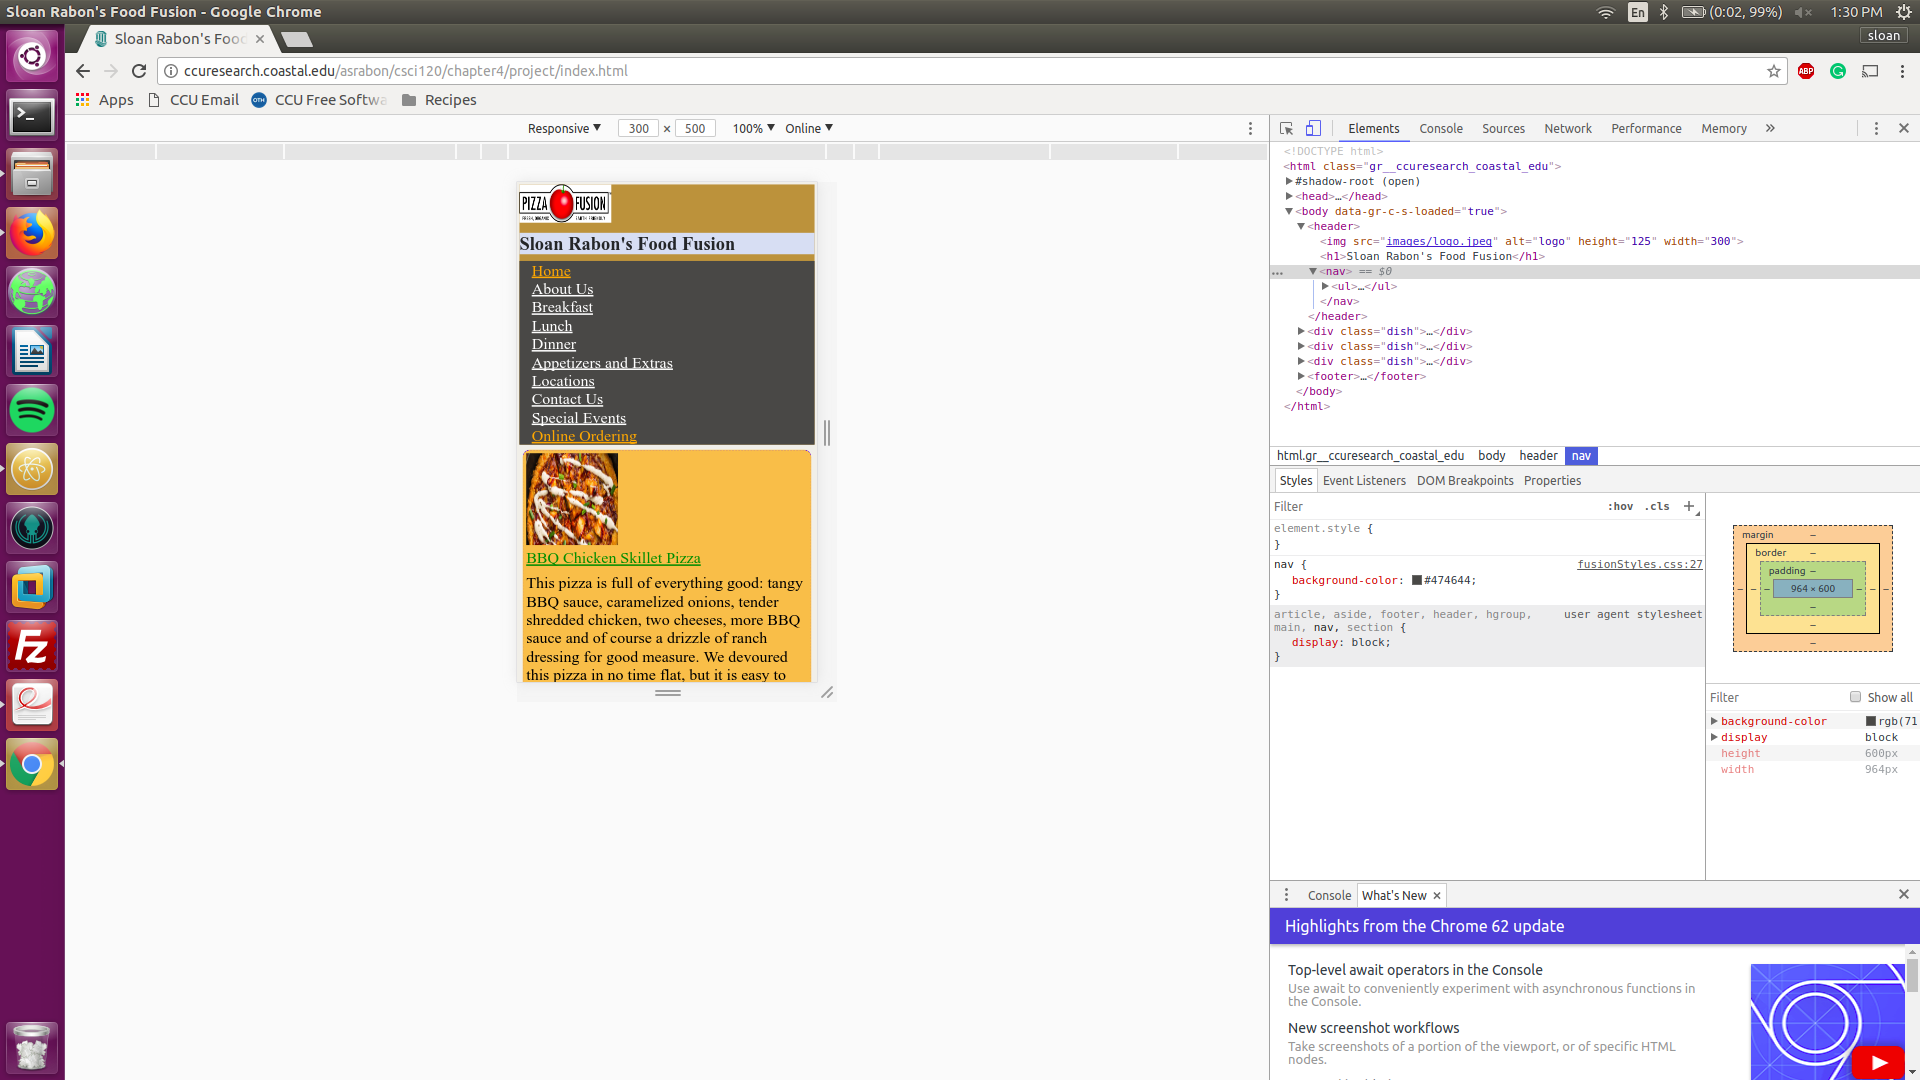 Sloan Rabon's Food Fusion - Google Chrome
En
(0:02, 99%)
1:30 PM
Sloan Rabon's Food
sloan
ccuresearch.coastal.edu/asrabon/csci120/chapter4/project/index.html
ABP
Apps
CCU Email
OTH
CCU Free Softwa
Recipes
Responsive ▼
300 × 500
100% ▼
Online ▼
PIZZA FUSION
Sloan Rabon's Food Fusion
Home
About Us
Breakfast
Lunch
Dinner
Appetizers and Extras
Locations
Contact Us
Special Events
Online Ordering
BBQ Chicken Skillet Pizza
This pizza is full of everything good: tangy
BBQ sauce, caramelized onions, tender
shredded chicken, two cheeses, more BBQ
sauce and of course a drizzle of ranch
dressing for good measure. We devoured
this pizza in no time flat, but it is easy to
Elements Console Sources Network Performance Memory »
<!DOCTYPE html>
<html class="gr__ccuresearch_coastal_edu">
▶#shadow-root (open)
▶<head>…</head>
▼<body data-gr-c-s-loaded="true">
▼<header>
<img src="images/logo.jpeg" alt="logo" height="125" width="300">
<h1>Sloan Rabon's Food Fusion</h1>
… ▼<nav> == $0
▶<ul>…</ul>
</nav>
</header>
▶<div class="dish">…</div>
▶<div class="dish">…</div>
▶<div class="dish">…</div>
▶<footer>…</footer>
</body>
</html>
html.gr__ccuresearch_coastal_edu body header nav
Styles Event Listeners DOM Breakpoints Properties
Filter :hov .cls +
element.style {
}
nav { fusionStyles.css:27
background-color: #474644;
}
article, aside, footer, header, hgroup, user agent stylesheet
main, nav, section {
display: block;
}
margin –
border –
padding –
– – – 964 × 600 – – –
–
–
–
Filter Show all
▶ background-color rgb(71
▶ display block
height 600px
width 964px
Console What's New ×
Highlights from the Chrome 62 update
Top-level await operators in the Console
Use await to conveniently experiment with asynchronous functions in
the Console.
New screenshot workflows
Take screenshots of a portion of the viewport, or of specific HTML
nodes.